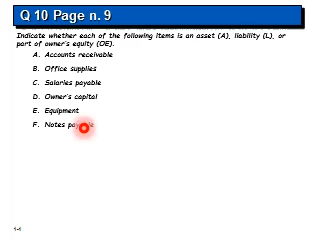 Q 10 Page n. 9
Indicate whether each of the following items is an asset (A), liability (L), or
part of owner's equity (OE).
A. Accounts receivable
B. Office supplies
C. Salaries payable
D. Owner's capital
E. Equipment
F. Notes payable
1-4